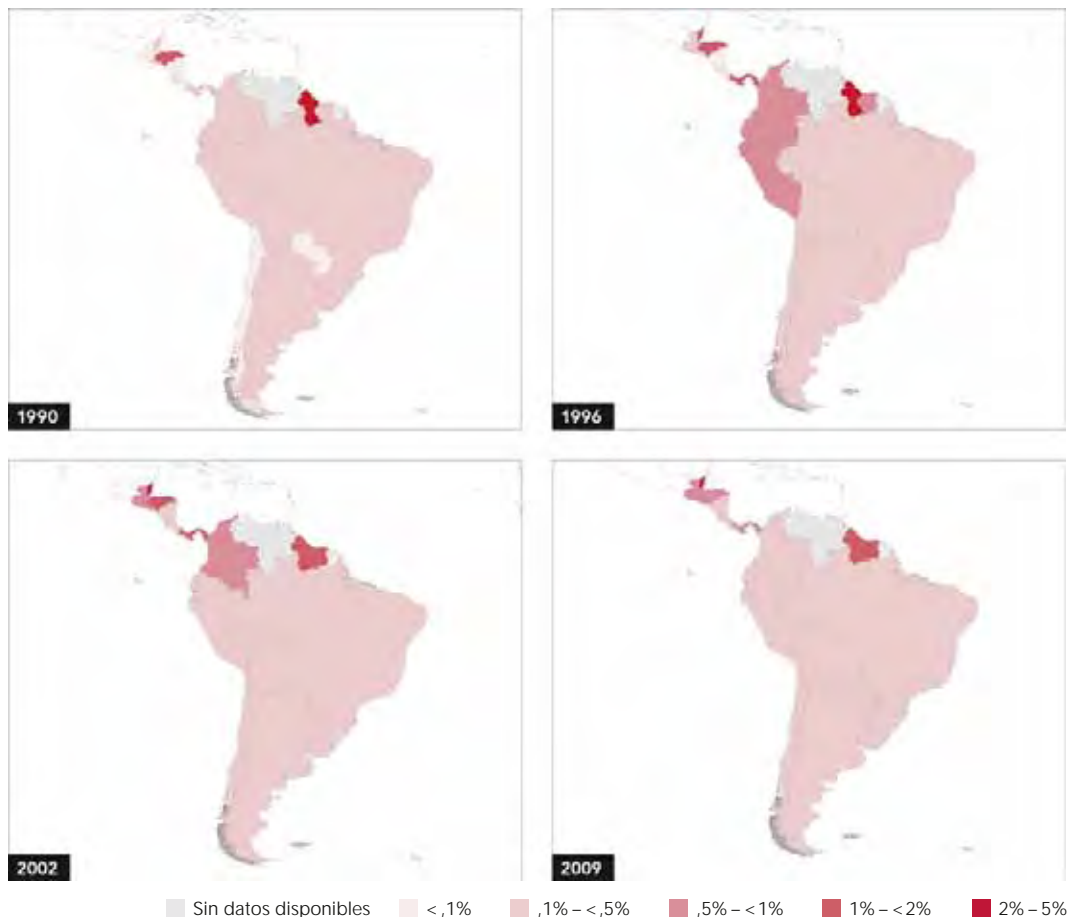 1990
1996
2002
2009
Sin datos disponibles < ,1% ,1% – < ,5% ,5% – <1% 1% – <2% 2% – 5%